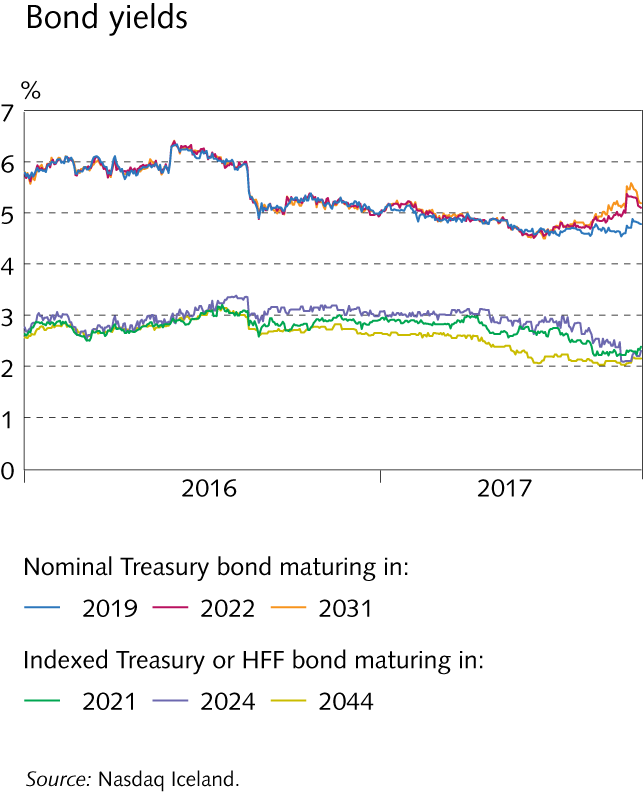 Bond yields
%
7
6
5
4
3
2
1
0
2016 2017
Nominal Treasury bond maturing in:
2019 2022 2031
Indexed Treasury or HFF bond maturing in:
2021 2024 2044
Source: Nasdaq Iceland.